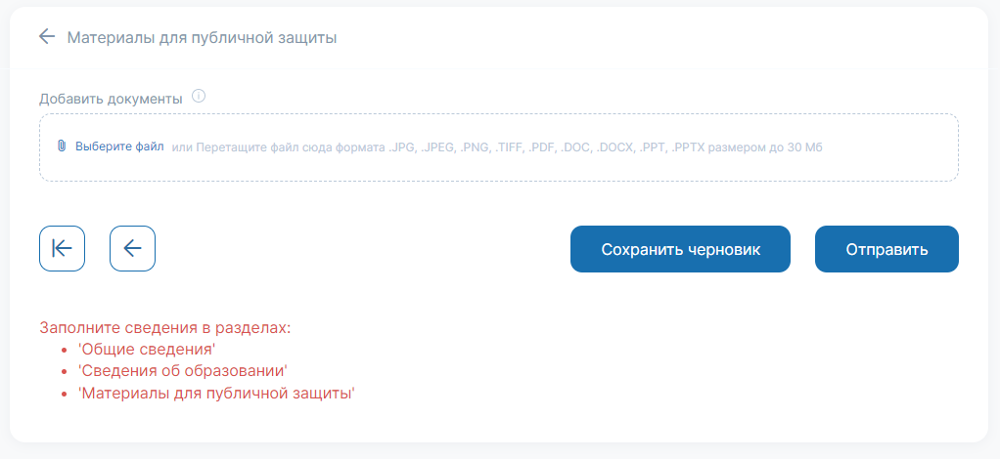 Материалы для публичной защиты
Добавить документы
Выберите файл или Перетащите файл сюда формата .JPG, .JPEG, .PNG, .TIFF, .PDF, .DOC, .DOCX, .PPT, .PPTX размером до 30 Мб
Сохранить черновик Отправить
Заполните сведения в разделах:
• 'Общие сведения'
• 'Сведения об образовании'
• 'Материалы для публичной защиты'